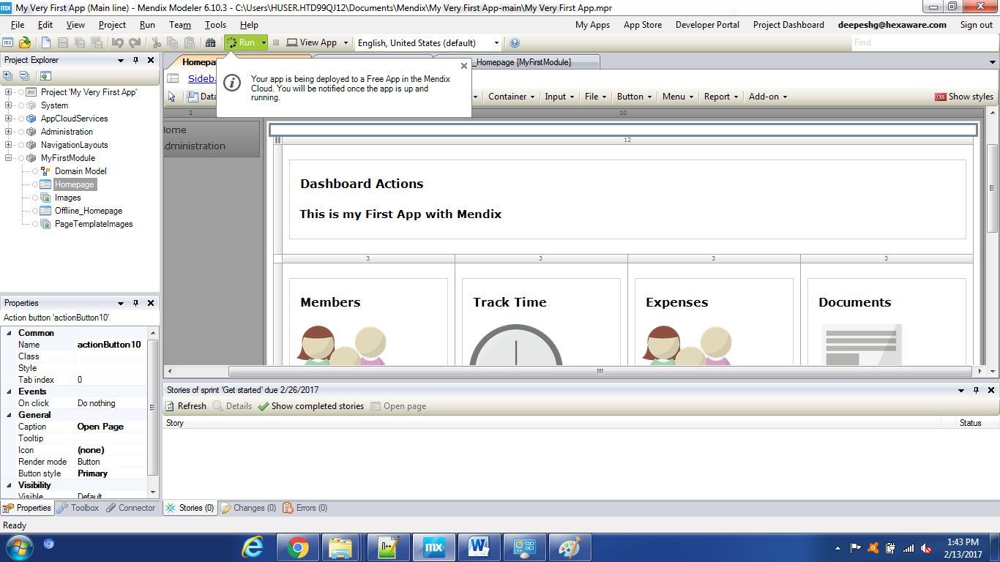 My Very First App (Main line) - Mendix Modeler 6.10.3 - C:\Users\HUSER.HTD99QJ12\Documents\Mendix\My Very First App-main\My Very First App.mpr
File Edit View Project Run Team Tools Help My Apps App Store Developer Portal Project Dashboard deepeshg@hexaware.com Sign out
Run View App English, United States (default) Find
Project Explorer
Project 'My Very First App'
System
AppCloudServices
Administration
NavigationLayouts
MyFirstModule
Domain Model
Homepage
Images
Offline_Homepage
PageTemplateImages
_Homepage [MyFirstModule]
Your app is being deployed to a Free App in the Mendix
Cloud. You will be notified once the app is up and
running.
Container Input File Button Menu Report Add-on Show styles
2 10
Administration
12
Dashboard Actions
This is my First App with Mendix
3 3 3 3
Members Track Time Expenses Documents
Properties
Action button 'actionButton10'
Common
Name actionButton10
Class
Style
Tab index 0
Events
On click Do nothing
General
Caption Open Page
Tooltip
Icon (none)
Render mode Button
Button style Primary
Visibility
Visible Default
Properties Toolbox Connector
Stories of sprint 'Get started' due 2/26/2017
Refresh Details Show completed stories Open page
Story Status
Stories (0) Changes (0) Errors (0)
Ready
1:43 PM
2/13/2017